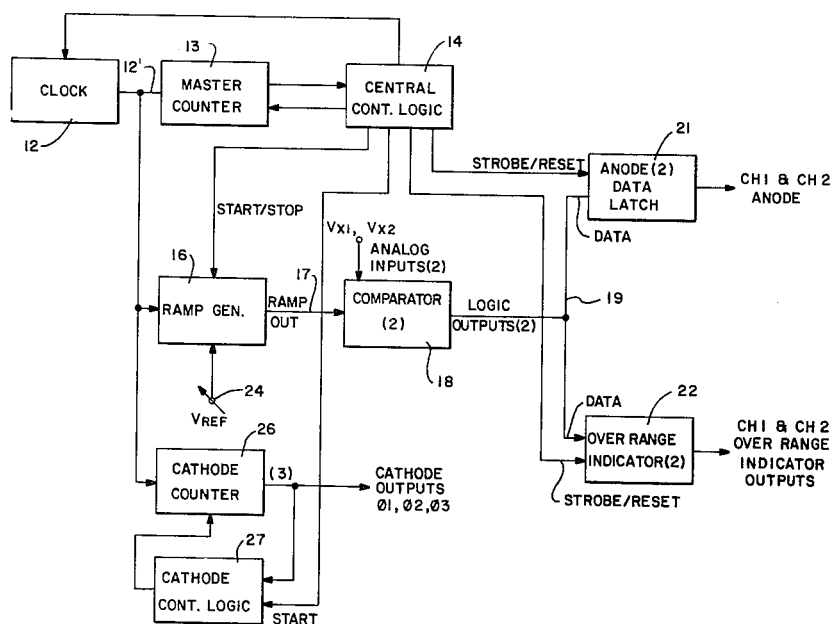 13
14
12'
CLOCK
MASTER
COUNTER
CENTRAL
CONT. LOGIC
12
21
STROBE/RESET
ANODE(2)
DATA
LATCH
CH1 & CH2
ANODE
START/STOP
VX1, VX2
ANALOG
INPUTS(2)
DATA
16
17
19
RAMP GEN.
RAMP
OUT
COMPARATOR
(2)
LOGIC
OUTPUTS(2)
18
24
VREF
DATA
22
26
OVER RANGE
INDICATOR(2)
CH1 & CH2
OVER RANGE
INDICATOR
OUTPUTS
CATHODE
COUNTER
(3)
CATHODE
OUTPUTS
Ø1, Ø2, Ø3
STROBE/RESET
27
CATHODE
CONT. LOGIC
START